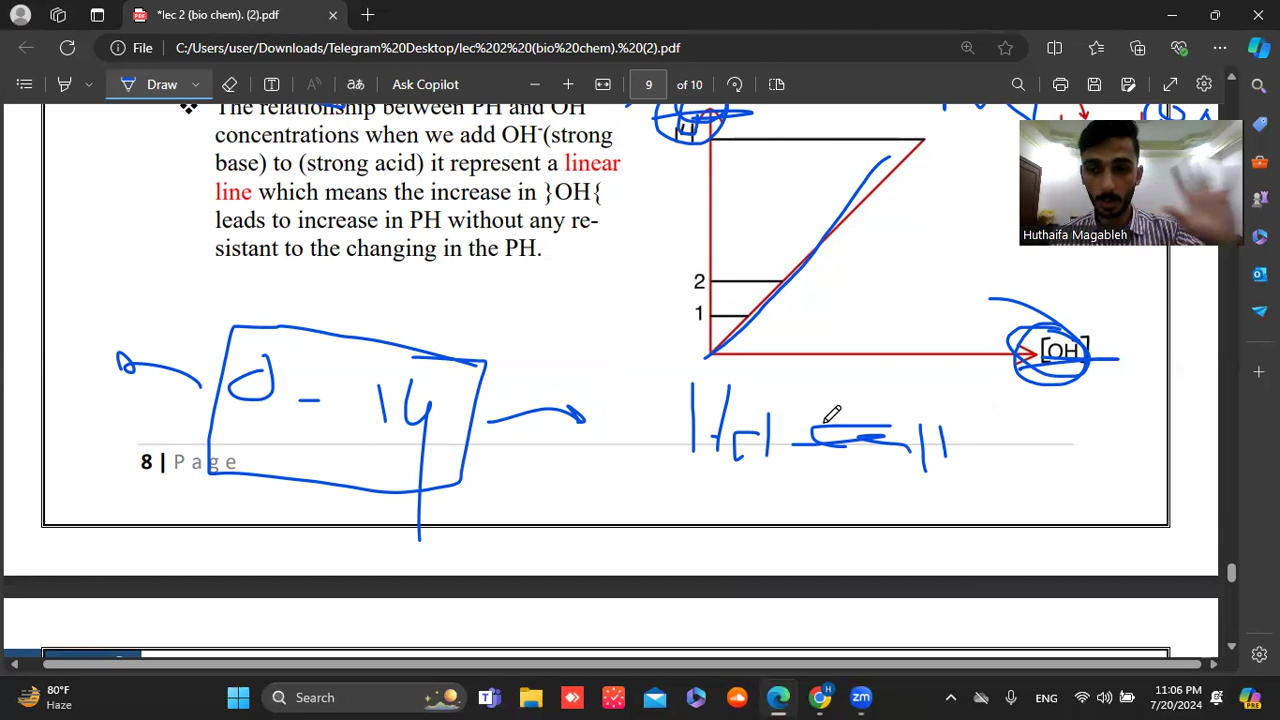 *lec 2 (bio chem). (2).pdf
File C:/Users/user/Downloads/Telegram%20Desktop/lec%202%20(bio%20chem).%20(2).pdf
Draw Ask Copilot 9 of 10
The relationship between PH and OH
concentrations when we add OH-(strong
base) to (strong acid) it represent a linear
line which means the increase in }OH{
leads to increase in PH without any re-
sistant to the changing in the PH.
14
2
1
[OH]
Huthaifa Magableh
0 - 14
8 | Page
80°F
Haze
Search
ENG
11:06 PM
7/20/2024